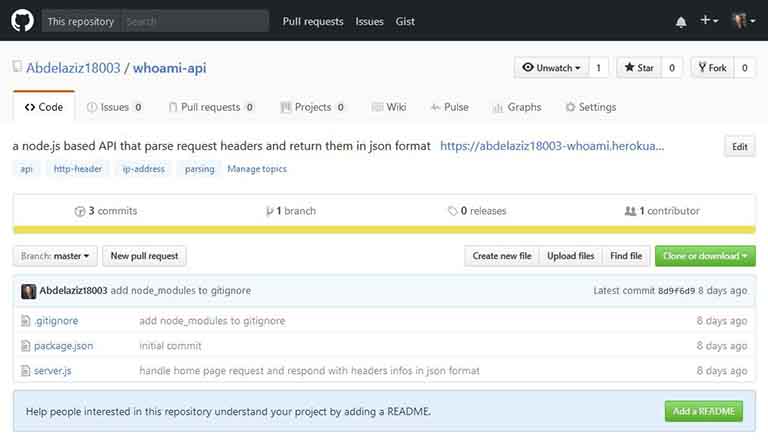 This repository Search Pull requests Issues Gist
Abdelaziz18003 / whoami-api Unwatch 1 Star 0 Fork 0
Code Issues 0 Pull requests 0 Projects 0 Wiki Pulse Graphs Settings
a node.js based API that parse request headers and return them in json format https://abdelaziz18003-whoami.herokua... Edit
api http-header ip-address parsing Manage topics
3 commits 1 branch 0 releases 1 contributor
Branch: master New pull request Create new file Upload files Find file Clone or download
Abdelaziz18003 add node_modules to gitignore Latest commit 8d9f6d9 8 days ago
.gitignore add node_modules to gitignore 8 days ago
package.json initial commit 8 days ago
server.js handle home page request and respond with headers infos in json format 8 days ago
Help people interested in this repository understand your project by adding a README. Add a README